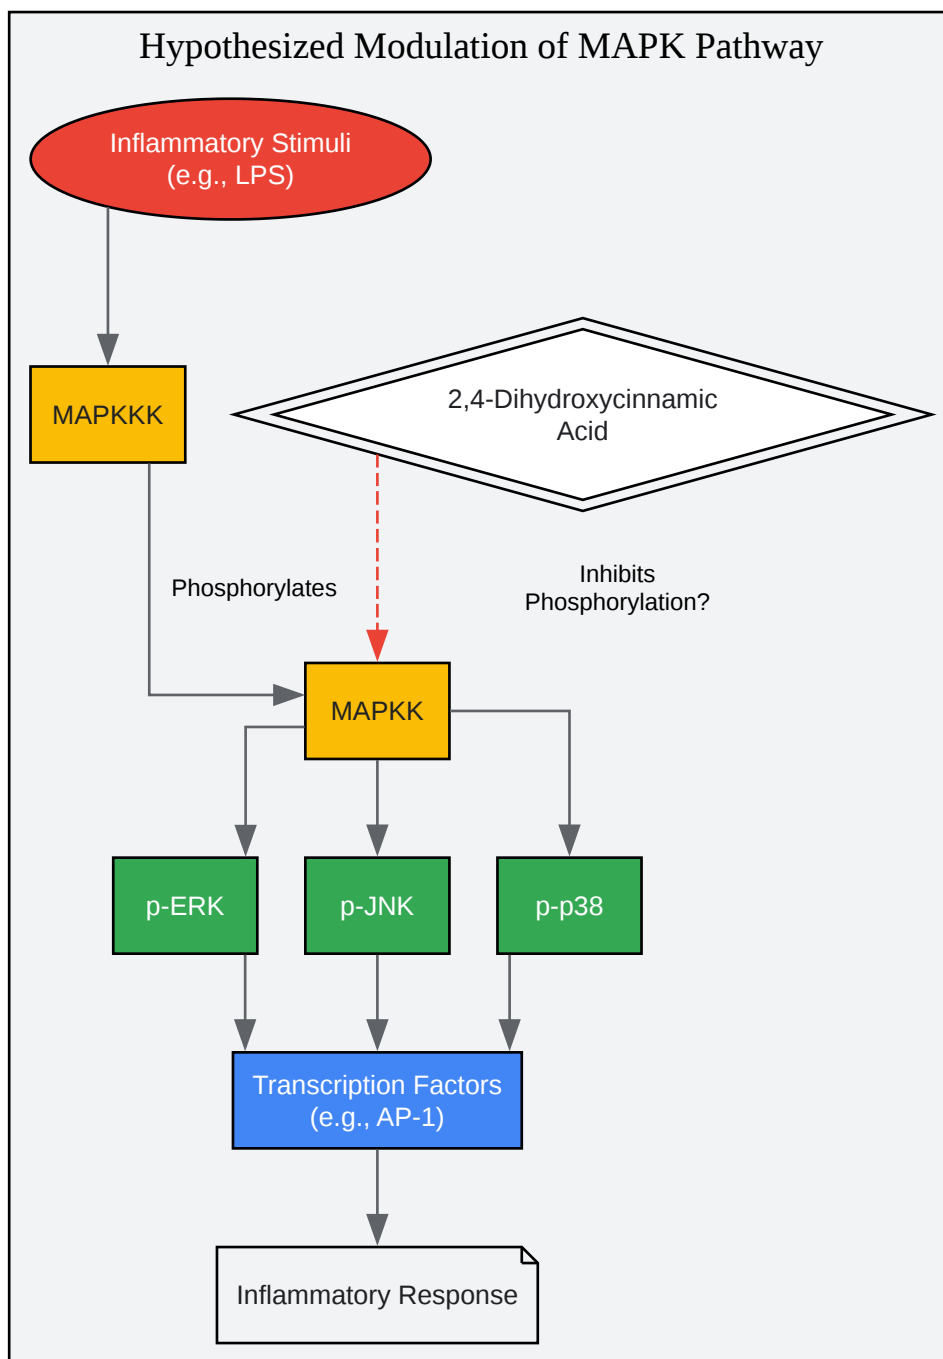 Hypothesized Modulation of MAPK Pathway
Inflammatory Stimuli
(e.g., LPS)
MAPKKK
2,4-Dihydroxycinnamic
Acid
Phosphorylates
Inhibits
Phosphorylation?
MAPKK
p-ERK
p-JNK
p-p38
Transcription Factors
(e.g., AP-1)
Inflammatory Response